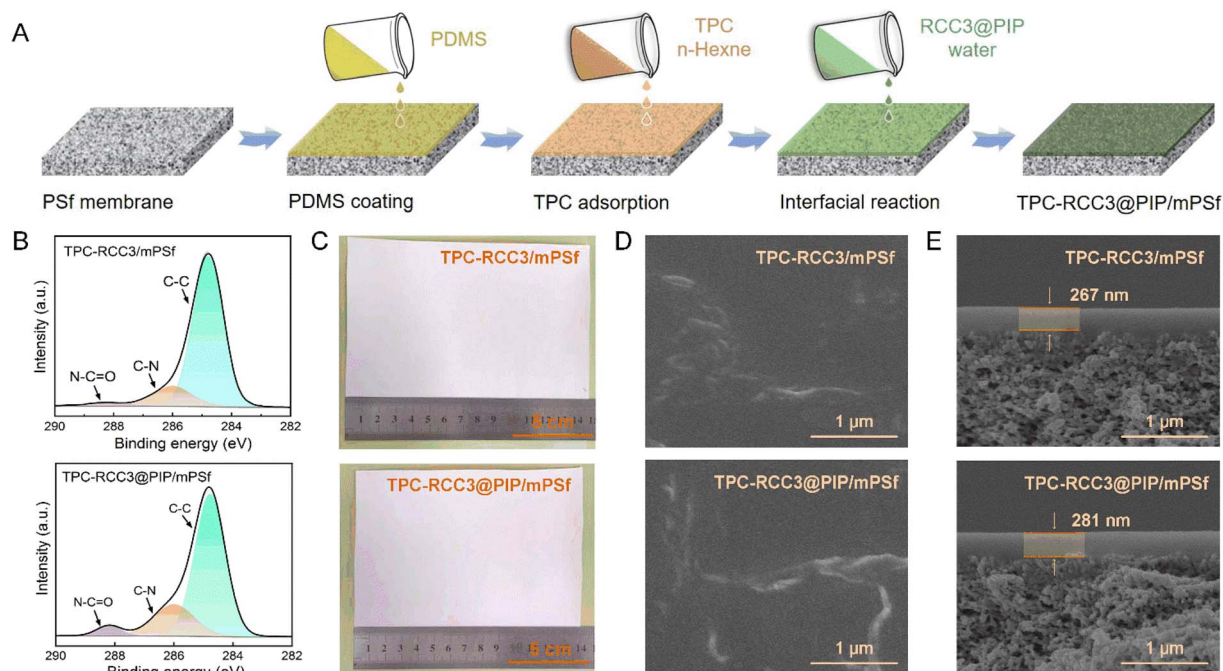 A
PDMS
TPC
n-Hexne
RCC3@PIP
water
PSf membrane
PDMS coating
TPC adsorption
Interfacial reaction
TPC-RCC3@PIP/mPSf
B
TPC-RCC3/mPSf
C-C
C-N
N-C=O
Intensity (a.u.)
290 288 286 284 282
Binding energy (eV)
TPC-RCC3@PIP/mPSf
C-C
C-N
N-C=O
Intensity (a.u.)
290 288 286 284 282
Binding energy (eV)
C
TPC-RCC3/mPSf
5 cm
TPC-RCC3@PIP/mPSf
5 cm
D
TPC-RCC3/mPSf
1 µm
TPC-RCC3@PIP/mPSf
1 µm
E
TPC-RCC3/mPSf
267 nm
1 µm
TPC-RCC3@PIP/mPSf
281 nm
1 µm